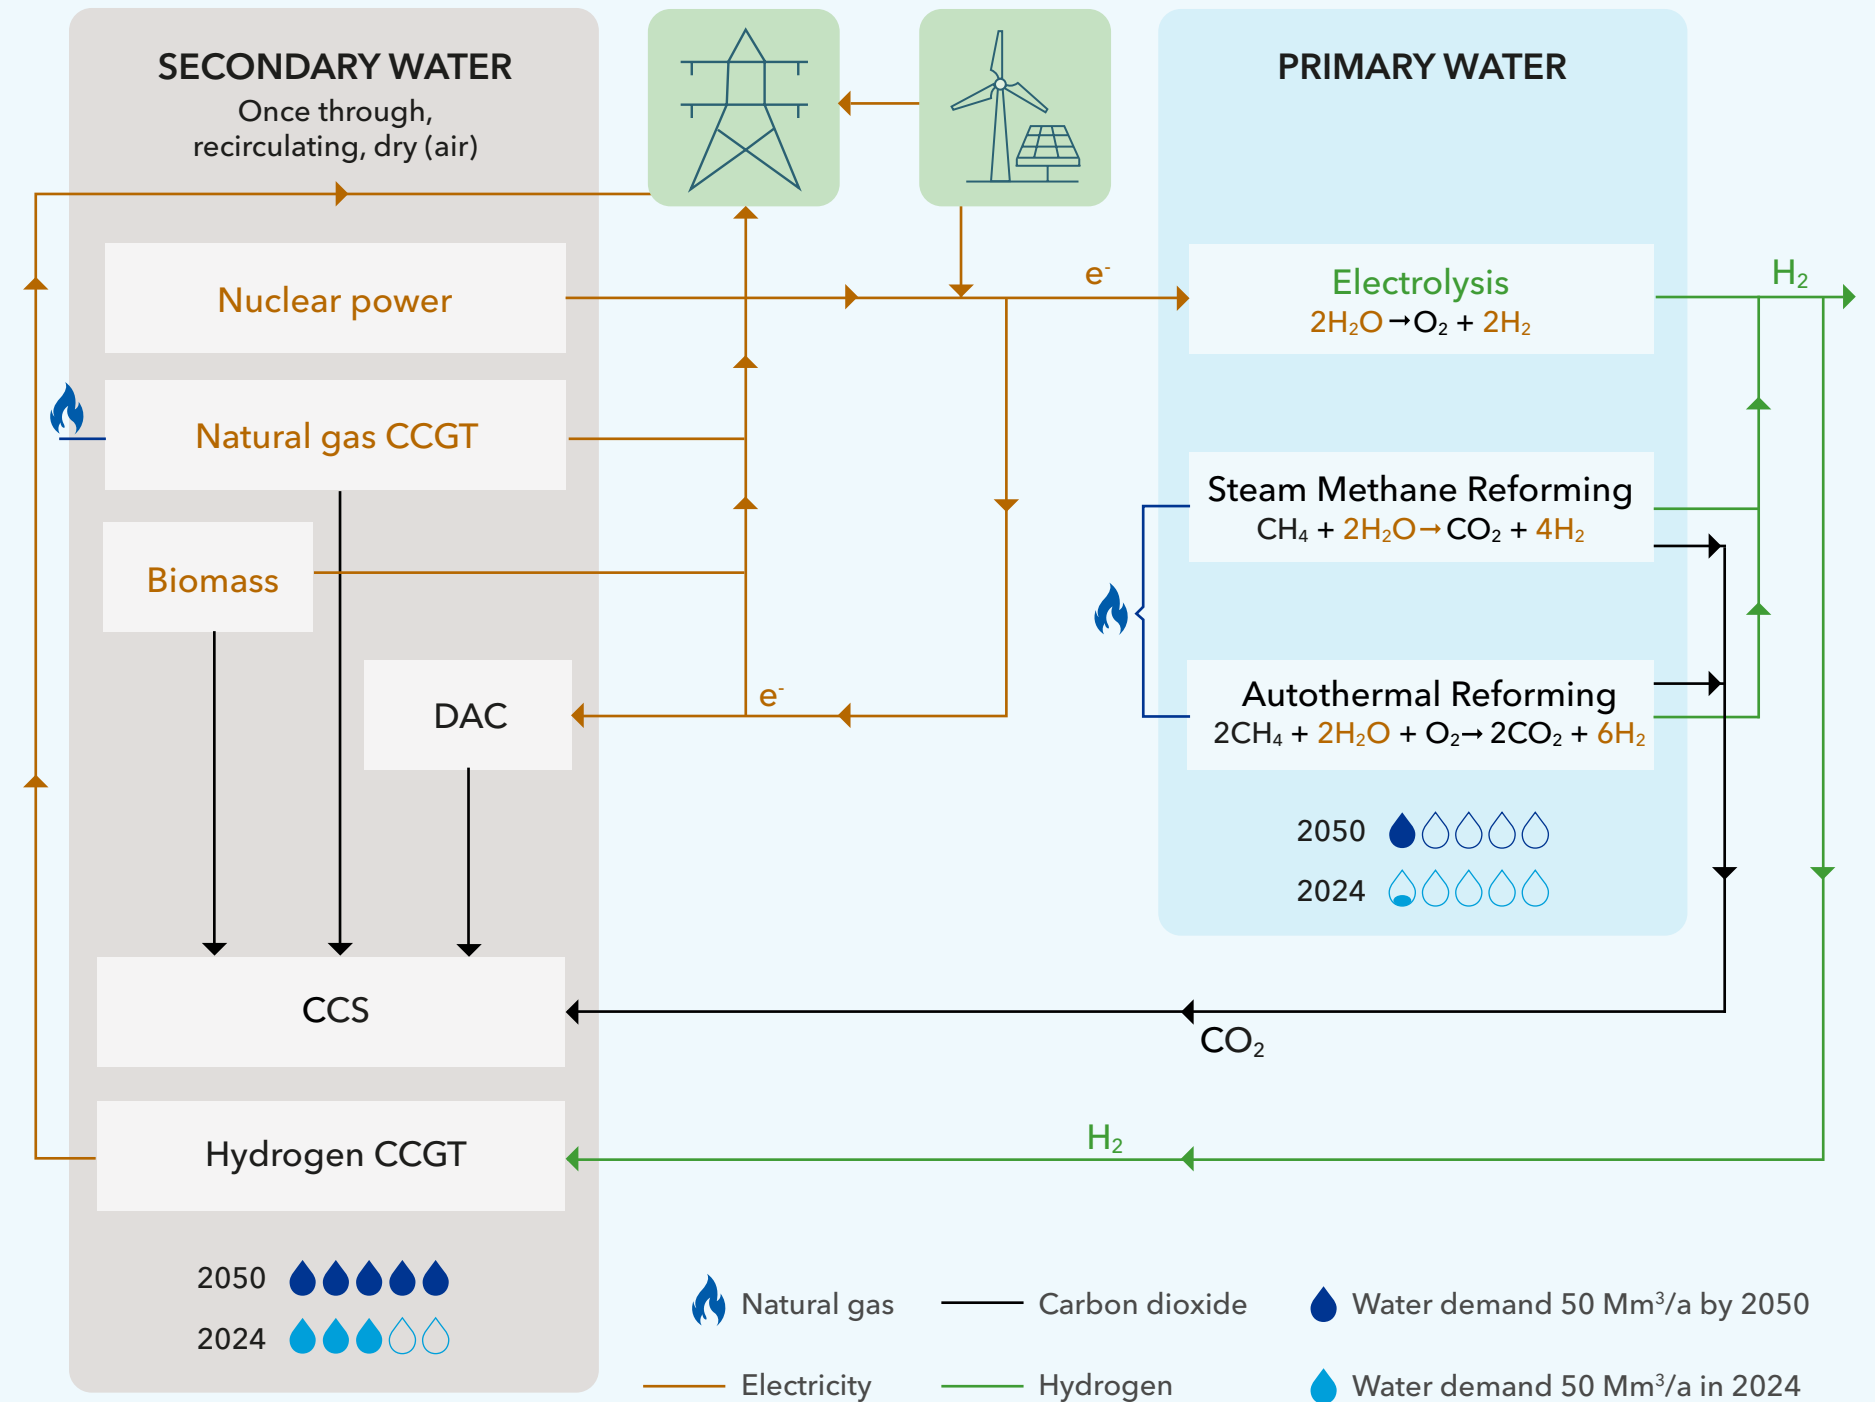 SECONDARY WATER
Once through,
recirculating, dry (air)
PRIMARY WATER
Nuclear power
e⁻
Electrolysis
2H₂O→O₂ + 2H₂
H₂
Natural gas CCGT
Steam Methane Reforming
CH₄ + 2H₂O→CO₂ + 4H₂
Biomass
DAC
e⁻
Autothermal Reforming
2CH₄ + 2H₂O + O₂→2CO₂ + 6H₂
2050
2024
CCS
CO₂
Hydrogen CCGT
H₂
2050
2024
Natural gas
Carbon dioxide
Water demand 50 Mm³/a by 2050
Electricity
Hydrogen
Water demand 50 Mm³/a in 2024